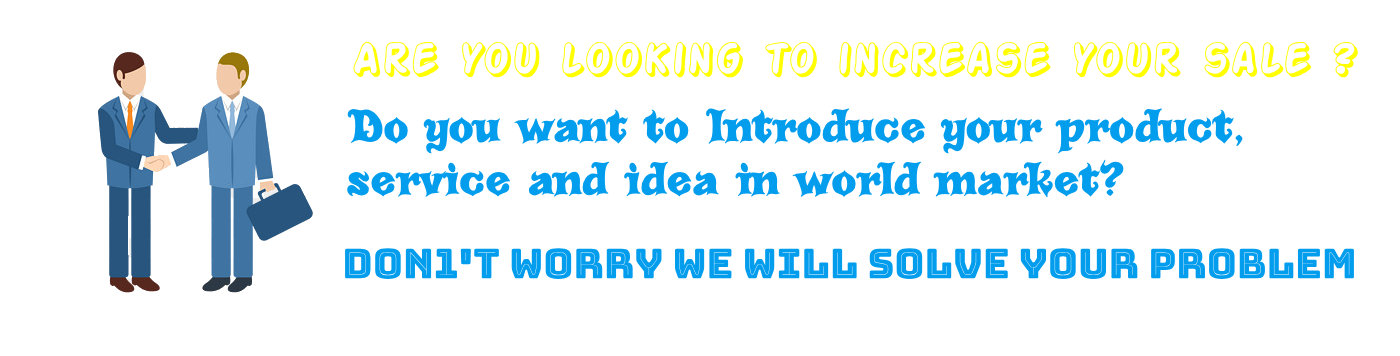 ARE YOU LOOKING TO INCREASE YOUR SALE ?
Do you want to Introduce your product,
service and idea in world market?
DON1'T WORRY WE WILL SOLVE YOUR PROBLEM